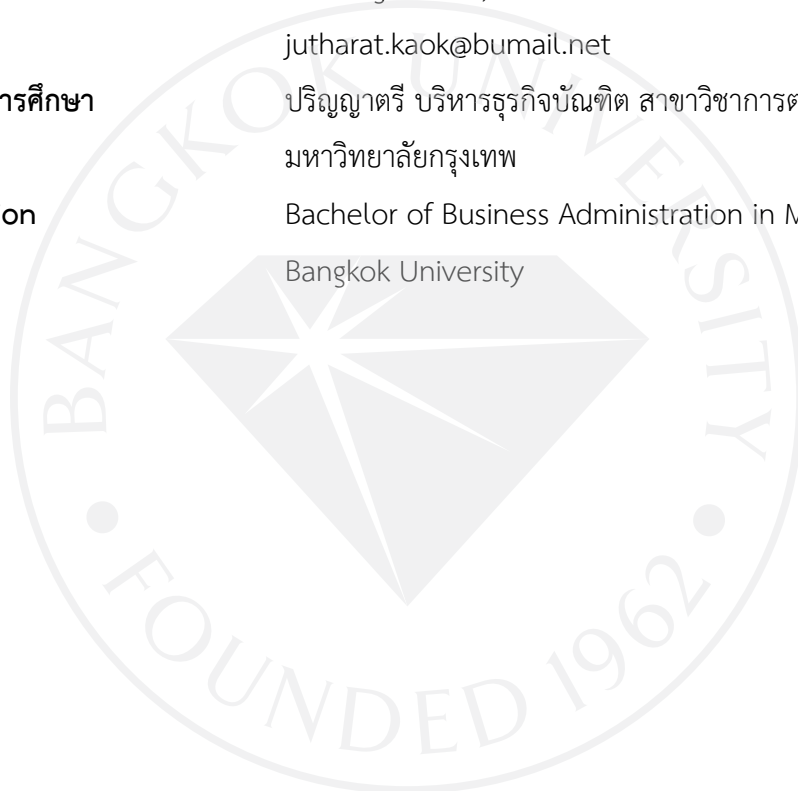 jutharat.kaok@bumail.net
ารศึกษา
ปริญญาตรี บริหารธุรกิจบัณฑิต สาขาวิชาการต
มหาวิทยาลัยกรุงเทพ
on
Bachelor of Business Administration in M
Bangkok University
BANGKOK UNIVERSITY
FOUNDED 1962